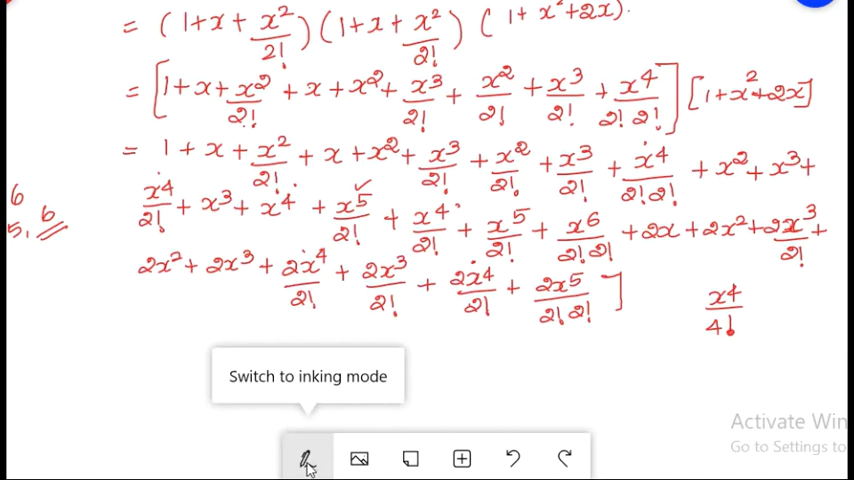 = (1+x+x²/2!) (1+x+x²/2!) (1+x²+2x).
= [1+x+x²/2! + x + x² + x³/2! + x²/2! + x³/2! + x⁴/2!2!] [1+x²+2x]
= 1 + x + x²/2! + x + x² + x³/2! + x²/2! + x³/2! + x⁴/2!2! + x² + x³ +
6
x⁴/2! + x³ + x⁴ + x⁵/2! ✓ + x⁴/2! + x⁵/2! + x⁶/2!2! + 2x + 2x² + 2x³/2! +
5, 6
2x² + 2x³ + 2x⁴/2! + 2x³/2! + 2x⁴/2! + 2x⁵/2!2! ]
x⁴/4!
Switch to inking mode
Activate Win
Go to Settings to